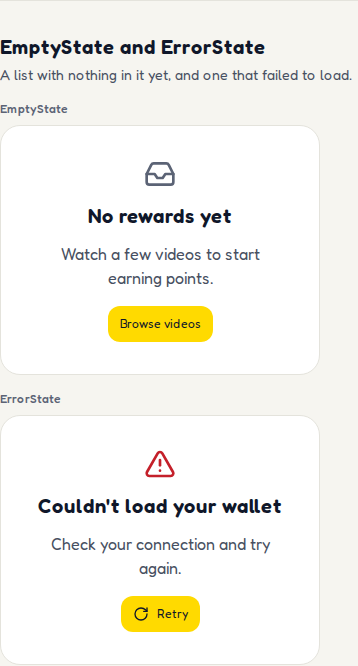 EmptyState and ErrorState
A list with nothing in it yet, and one that failed to load.
EmptyState
No rewards yet
Watch a few videos to start
earning points.
Browse videos
ErrorState
Couldn't load your wallet
Check your connection and try
again.
Retry